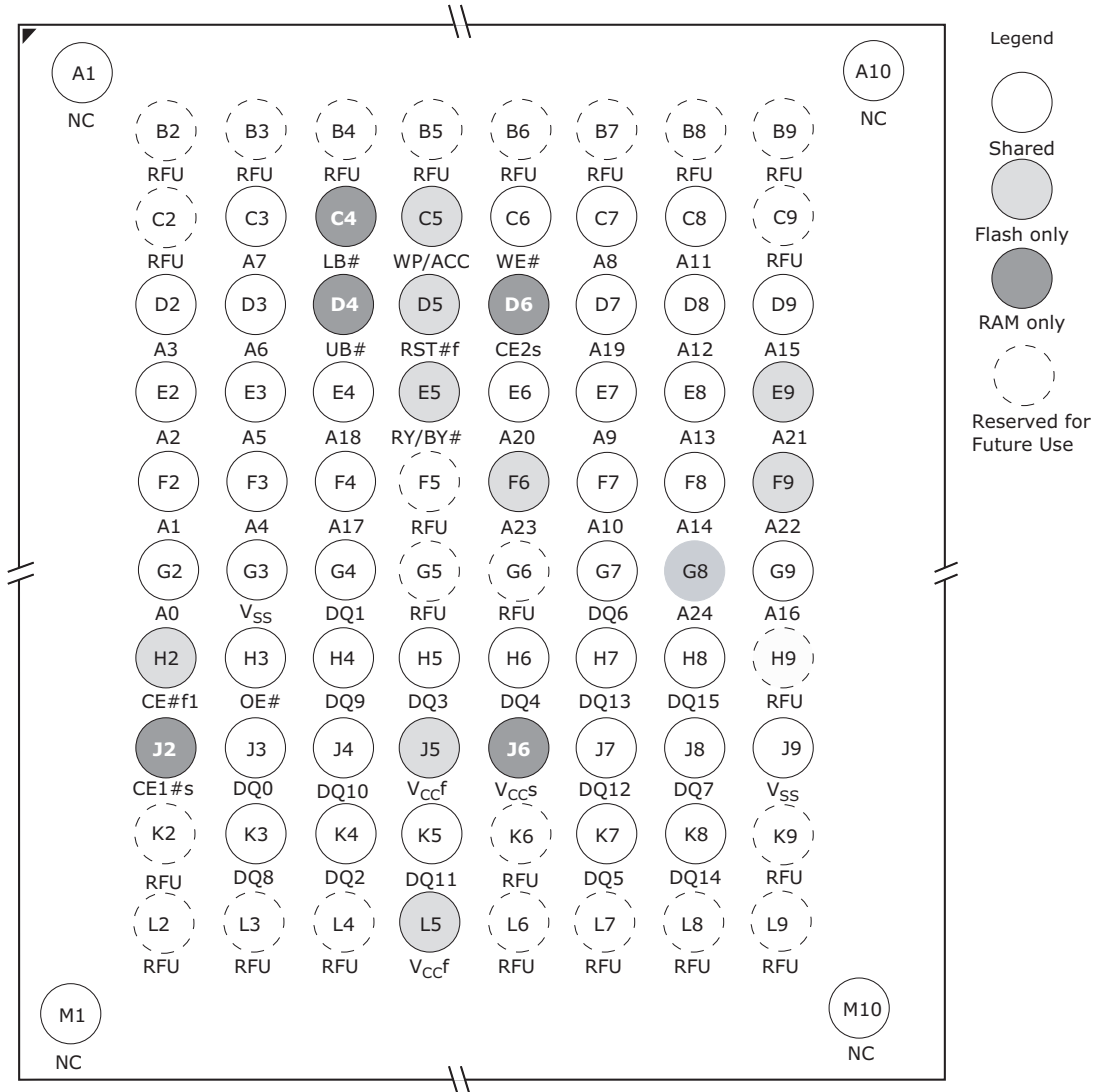 Legend
A1 A10
NC NC
B2 B3 B4 B5 B6 B7 B8 B9
RFU RFU RFU RFU RFU RFU RFU RFU
Shared
C2 C3 C4 C5 C6 C7 C8 C9
Flash only
RFU A7 LB# WP/ACC WE# A8 A11 RFU
D2 D3 D4 D5 D6 D7 D8 D9
RAM only
A3 A6 UB# RST#f CE2s A19 A12 A15
E2 E3 E4 E5 E6 E7 E8 E9
Reserved for
Future Use
A2 A5 A18 RY/BY# A20 A9 A13 A21
F2 F3 F4 F5 F6 F7 F8 F9
A1 A4 A17 RFU A23 A10 A14 A22
G2 G3 G4 G5 G6 G7 G8 G9
A0 VSS DQ1 RFU RFU DQ6 A24 A16
H2 H3 H4 H5 H6 H7 H8 H9
CE#f1 OE# DQ9 DQ3 DQ4 DQ13 DQ15 RFU
J2 J3 J4 J5 J6 J7 J8 J9
CE1#s DQ0 DQ10 VCCf VCCs DQ12 DQ7 VSS
K2 K3 K4 K5 K6 K7 K8 K9
RFU DQ8 DQ2 DQ11 RFU DQ5 DQ14 RFU
L2 L3 L4 L5 L6 L7 L8 L9
RFU RFU RFU VCCf RFU RFU RFU RFU
M1 M10
NC NC